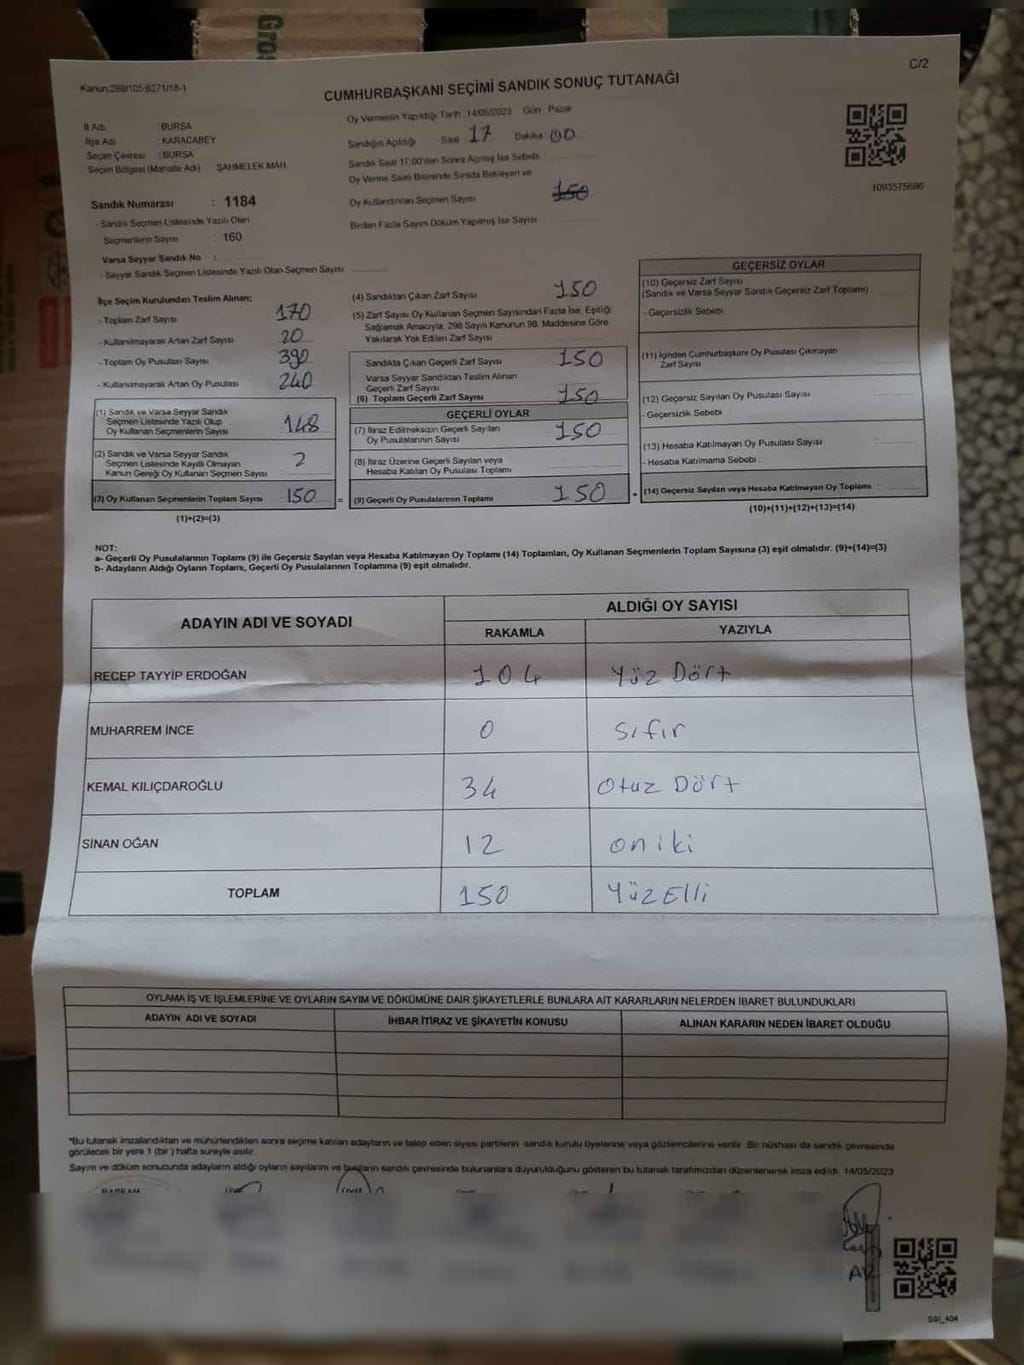 Gros
C/2
Kanun:298/105;6271/18-1
CUMHURBAŞKANI SEÇİMİ SANDIK SONUÇ TUTANAĞI
İl Adı : BURSA
İlçe Adı : KARACABEY
Seçim Çevresi : BURSA
Seçim Bölgesi (Mahalle Adı) ŞAHMELEK MAH.
Sandık Numarası : 1184
- Sandık Seçmen Listesinde Yazılı Olan
Seçmenlerin Sayısı : 160
Varsa Seyyar Sandık No :
- Seyyar Sandık Seçmen Listesinde Yazılı Olan Seçmen Sayısı:
Oy Vermenin Yapıldığı Tarih :14/05/2023 Gün : Pazar
Sandığın Açıldığı Saat 17 Dakika 00
Sandık Saat 17:00'den Sonra Açılmış İse Sebebi :
Oy Verme Saati Bitiminde Sırada Bekleyen ve
Oy Kullandırılan Seçmen Sayısı 150
Birden Fazla Sayım Döküm Yapılmış İse Sayısı
1093575686
İlçe Seçim Kurulundan Teslim Alınan;
- Toplam Zarf Sayısı 170
- Kullanılmayarak Artan Zarf Sayısı 20
- Toplam Oy Pusulası Sayısı 390
- Kullanılmayarak Artan Oy Pusulası 240
(1) Sandık ve Varsa Seyyar Sandık
Seçmen Listesinde Yazılı Olup
Oy Kullanan Seçmenlerin Sayısı 148
(2) Sandık ve Varsa Seyyar Sandık
Seçmen Listesinde Kayıtlı Olmayan
Kanun Gereği Oy Kullanan Seçmen Sayısı 2
(3) Oy Kullanan Seçmenlerin Toplam Sayısı 150 =
(1)+(2)=(3)
(4) Sandıktan Çıkan Zarf Sayısı 150
(5) Zarf Sayısı Oy Kullanan Seçmen Sayısından Fazla İse, Eşitliği
Sağlamak Amacıyla, 298 Sayılı Kanunun 98. Maddesine Göre
Yakılarak Yok Edilen Zarf Sayısı
Sandıkta Çıkan Geçerli Zarf Sayısı 150
Varsa Seyyar Sandıktan Teslim Alınan
Geçerli Zarf Sayısı
(6) Toplam Geçerli Zarf Sayısı 150
GEÇERLİ OYLAR
(7) İtiraz Edilmeksizin Geçerli Sayılan
Oy Pusulalarının Sayısı 150
(8) İtiraz Üzerine Geçerli Sayılan veya
Hesaba Katılan Oy Pusulası Toplamı
(9) Geçerli Oy Pusulalarının Toplamı 150 +
GEÇERSİZ OYLAR
(10) Geçersiz Zarf Sayısı
(Sandık ve Varsa Seyyar Sandık Geçersiz Zarf Toplamı)
- Geçersizlik Sebebi
(11) İçinden Cumhurbaşkanı Oy Pusulası Çıkmayan
Zarf Sayısı
(12) Geçersiz Sayılan Oy Pusulası Sayısı
- Geçersizlik Sebebi :
(13) Hesaba Katılmayan Oy Pusulası Sayısı
- Hesaba Katılmama Sebebi :
(14) Geçersiz Sayılan veya Hesaba Katılmayan Oy Toplamı :
(10)+(11)+(12)+(13)=(14)
NOT:
a- Geçerli Oy Pusulalarının Toplamı (9) ile Geçersiz Sayılan veya Hesaba Katılmayan Oy Toplamı (14) Toplamları, Oy Kullanan Seçmenlerin Toplam Sayısına (3) eşit olmalıdır. (9)+(14)=(3)
b- Adayların Aldığı Oyların Toplamı, Geçerli Oy Pusulalarının Toplamına (9) eşit olmalıdır.
ADAYIN ADI VE SOYADI
ALDIĞI OY SAYISI
RAKAMLA YAZIYLA
RECEP TAYYİP ERDOĞAN 104 Yüz Dört
MUHARREM İNCE 0 sıfır
KEMAL KILIÇDAROĞLU 34 Otuz Dört
SİNAN OĞAN 12 oniki
TOPLAM 150 Yüz Elli
OYLAMA İŞ VE İŞLEMLERİNE VE OYLARIN SAYIM VE DÖKÜMÜNE DAİR ŞİKAYETLERLE BUNLARA AİT KARARLARIN NELERDEN İBARET BULUNDUKLARI
ADAYIN ADI VE SOYADI İHBAR İTİRAZ VE ŞİKAYETİN KONUSU ALINAN KARARIN NEDEN İBARET OLDUĞU
*Bu tutanak imzalandıktan ve mühürlendikten sonra seçime katılan adayların ve talep eden siyasi partilerin sandık kurulu üyelerine veya gözlemcilerine verilir. Bir nüshası da sandık çevresinde
görülecek bir yere 1 (bir ) hafta süreyle asılır.
Sayım ve döküm sonucunda adayların aldığı oyların sayılarını ve bunların sandık çevresinde bulunanlara duyurulduğunu gösteren bu tutanak tarafımızdan düzenlenerek imza edildi. 14/05/2023
BAŞKAN
SSI_404